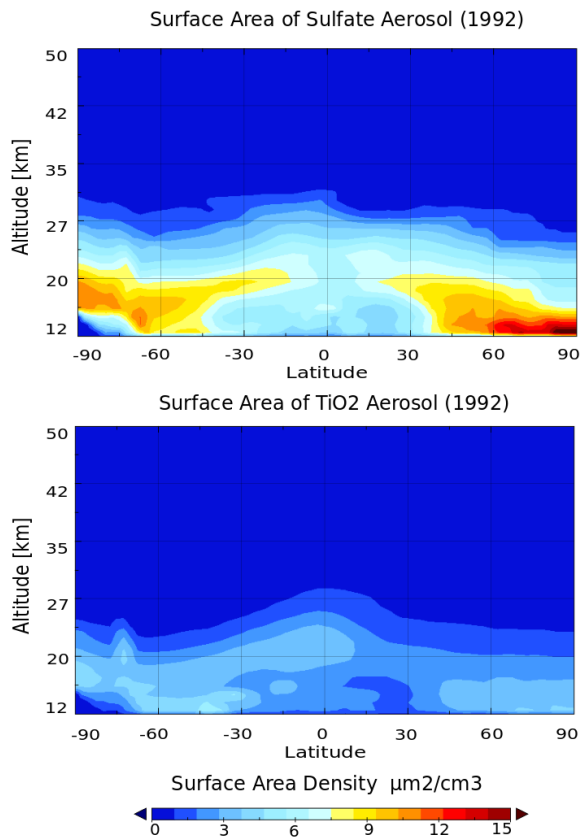 Surface Area of Sulfate Aerosol (1992)
50
42
35
27
20
12
Altitude [km]
-90 -60 -30 0 30 60 90
Latitude
Surface Area of TiO2 Aerosol (1992)
50
42
35
27
20
12
Altitude [km]
-90 -60 -30 0 30 60 90
Latitude
Surface Area Density µm2/cm3
0 3 6 9 12 15